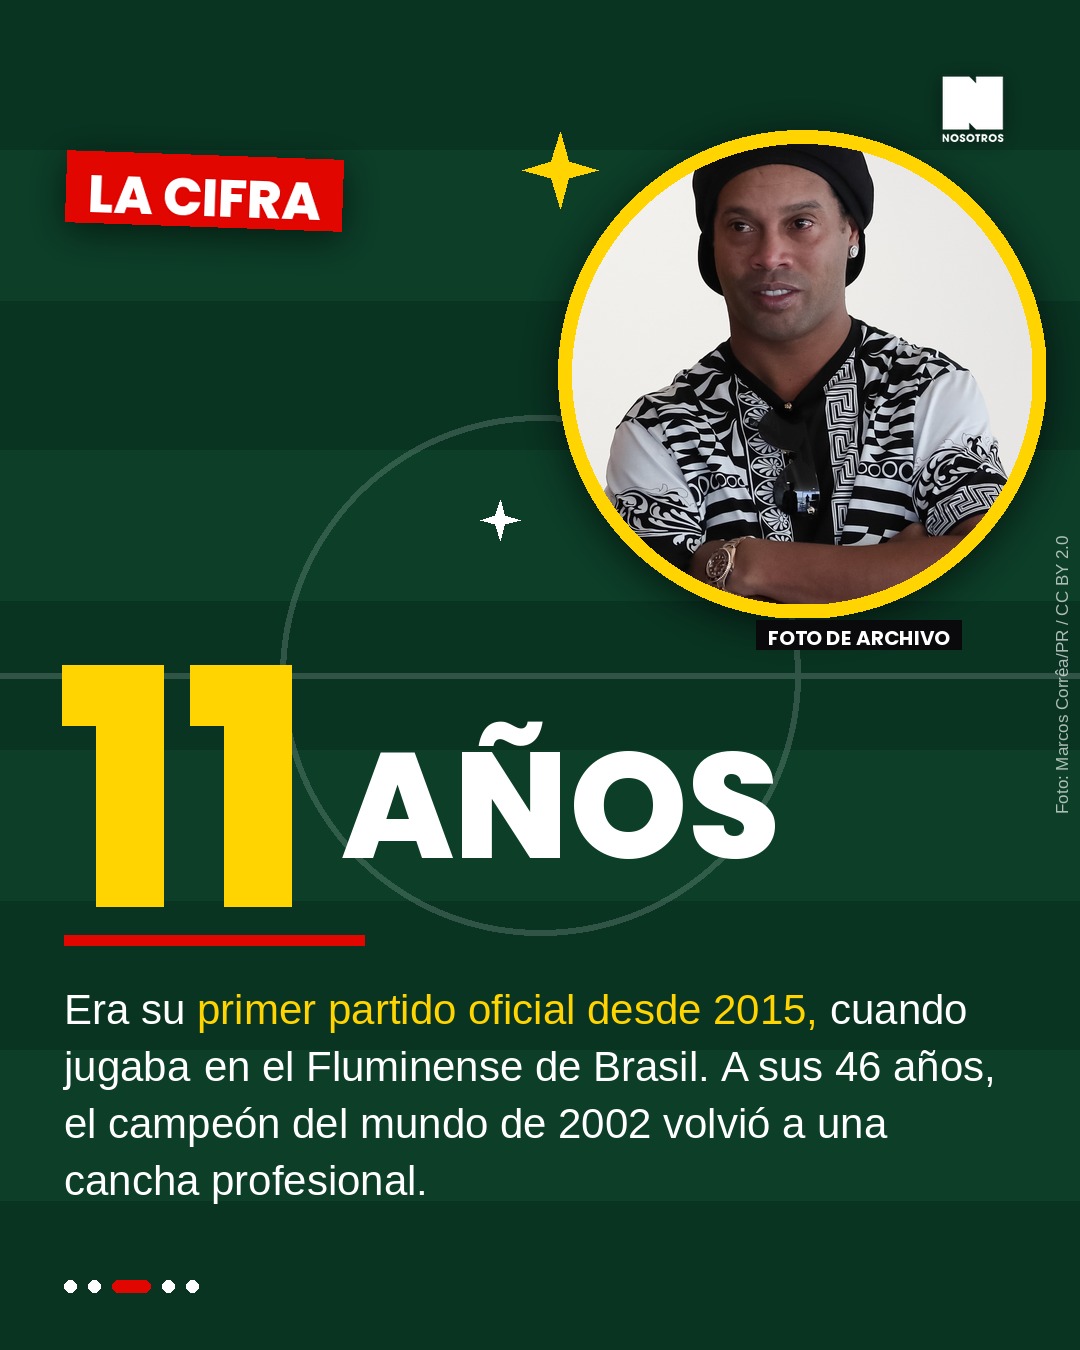 NOSOTROS
LA CIFRA
FOTO DE ARCHIVO
Foto: Marcos Corrêa/PR / CC BY 2.0
11 AÑOS
Era su primer partido oficial desde 2015, cuando
jugaba en el Fluminense de Brasil. A sus 46 años,
el campeón del mundo de 2002 volvió a una
cancha profesional.